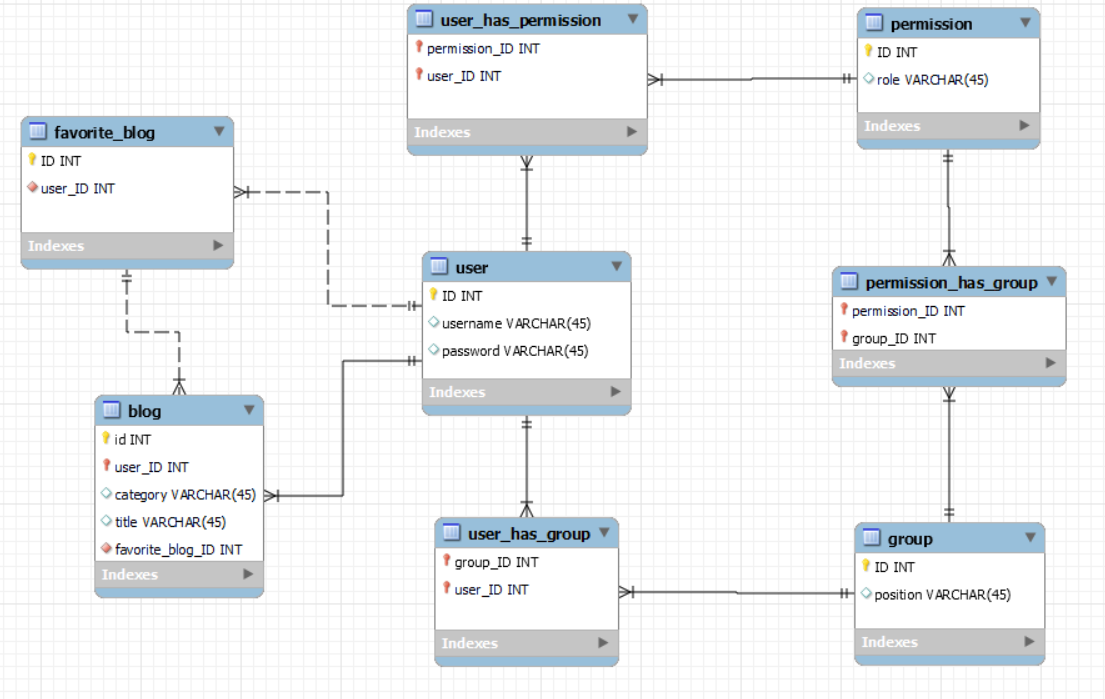 user_has_permission
permission_ID INT
user_ID INT
Indexes
permission
ID INT
role VARCHAR(45)
Indexes
favorite_blog
ID INT
user_ID INT
Indexes
user
ID INT
username VARCHAR(45)
password VARCHAR(45)
Indexes
permission_has_group
permission_ID INT
group_ID INT
Indexes
blog
id INT
user_ID INT
category VARCHAR(45)
title VARCHAR(45)
favorite_blog_ID INT
Indexes
user_has_group
group_ID INT
user_ID INT
Indexes
group
ID INT
position VARCHAR(45)
Indexes